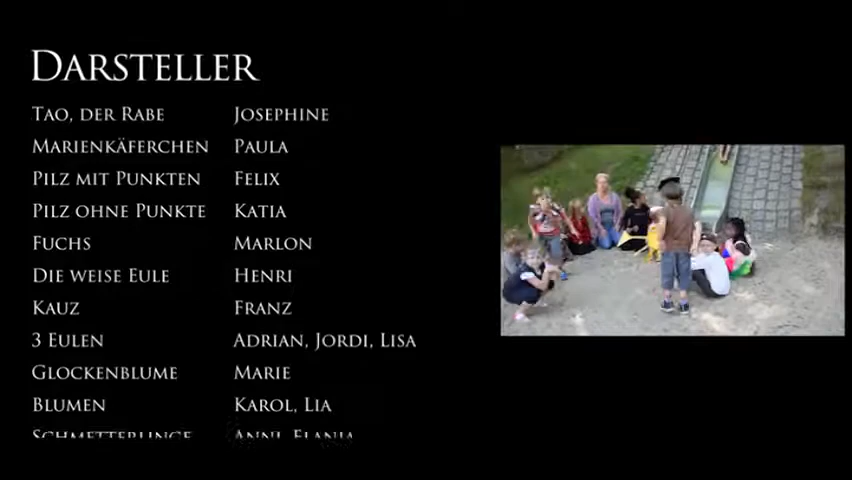 DARSTELLER
TAO, DER RABE JOSEPHINE
MARIENKÄFERCHEN PAULA
PILZ MIT PUNKTEN FELIX
PILZ OHNE PUNKTE KATIA
FUCHS MARLON
DIE WEISE EULE HENRI
KAUZ FRANZ
3 EULEN ADRIAN, JORDI, LISA
GLOCKENBLUME MARIE
BLUMEN KAROL, LIA
SCHMETTERLINGE